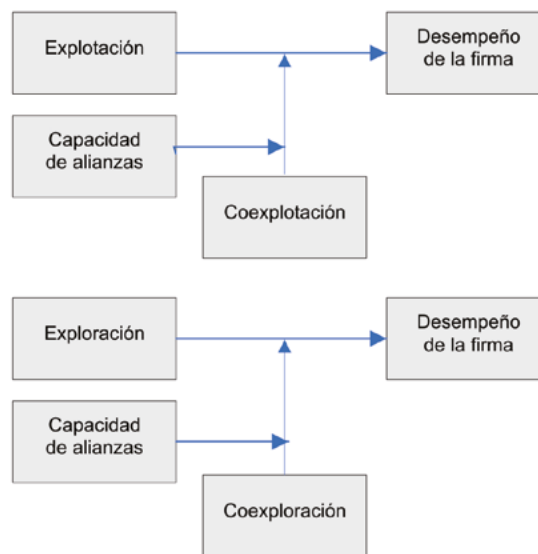 Explotación
Desempeño
de la firma
Capacidad
de alianzas
Coexplotación
Exploración
Desempeño
de la firma
Capacidad
de alianzas
Coexploración